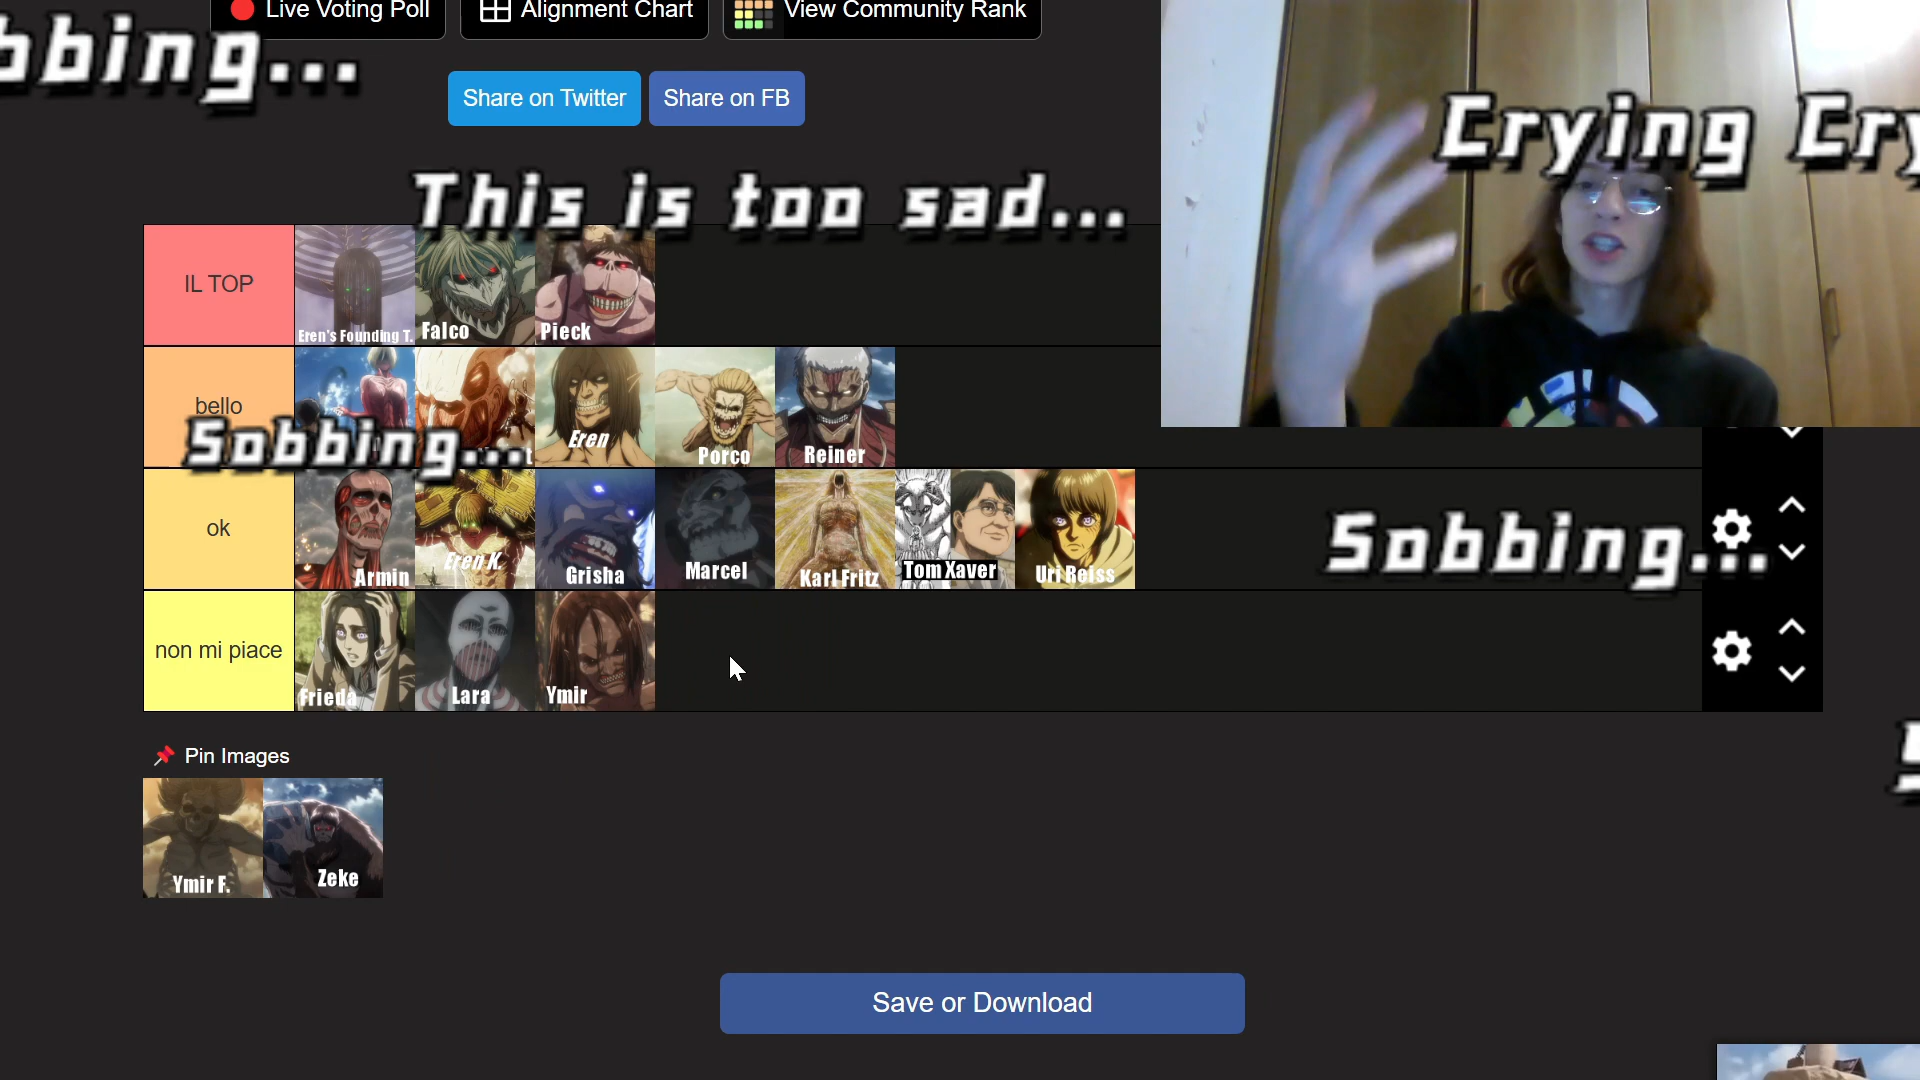 Live Voting Poll
Alignment Chart
View Community Rank
bbing...
Share on Twitter
Share on FB
Crying Cry
This is too sad...
IL TOP
Eren's Founding T.
Falco
Pieck
bello
Sobbing...
Eren
Porco
Reiner
ok
Armin
Eren K.
Grisha
Marcel
Karl Fritz
Tom Xaver
Uri Reiss
Sobbing...
non mi piace
Frieda
Lara
Ymir
Pin Images
Ymir F.
Zeke
Save or Download